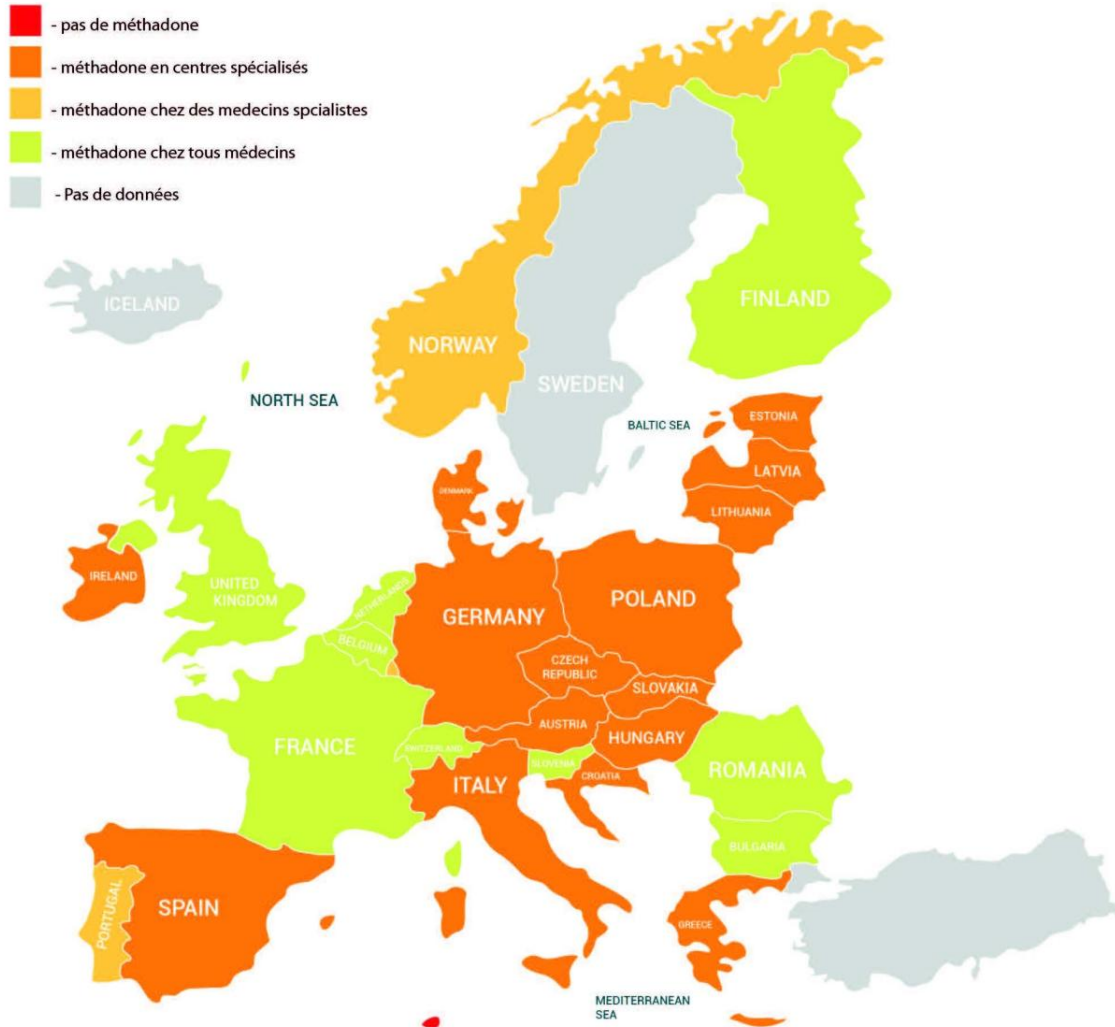 - pas de méthadone
- méthadone en centres spécialisés
- méthadone chez des medecins spcialistes
- méthadone chez tous médecins
- Pas de données
ICELAND
FINLAND
NORWAY
SWEDEN
NORTH SEA
BALTIC SEA
ESTONIA
LATVIA
LITHUANIA
DENMARK
IRELAND
UNITED
KINGDOM
NETHERLANDS
BELGIUM
GERMANY
POLAND
CZECH
REPUBLIC
SLOVAKIA
AUSTRIA
HUNGARY
FRANCE
SWITZERLAND
SLOVENIA
CROATIA
ITALY
ROMANIA
BULGARIA
PORTUGAL
SPAIN
GREECE
MEDITERRANEAN
SEA